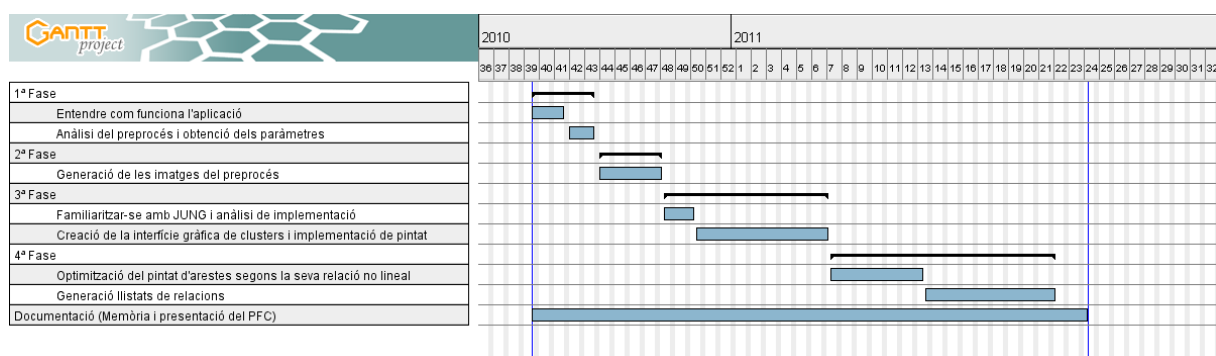 GANTT
project
2010 2011
36 37 38 39 40 41 42 43 44 45 46 47 48 49 50 51 52 1 2 3 4 5 6 7 8 9 10 11 12 13 14 15 16 17 18 19 20 21 22 23 24 25 26 27 28 29 30 31 32
1ª Fase
Entendre com funciona l'aplicació
Anàlisi del preprocés i obtenció dels paràmetres
2ª Fase
Generació de les imatges del preprocés
3ª Fase
Familiaritzar-se amb JUNG i anàlisi de implementació
Creació de la interfície gràfica de clusters i implementació de pintat
4ª Fase
Optimització del pintat d'arestes segons la seva relació no lineal
Generació llistats de relacions
Documentació (Memòria i presentació del PFC)